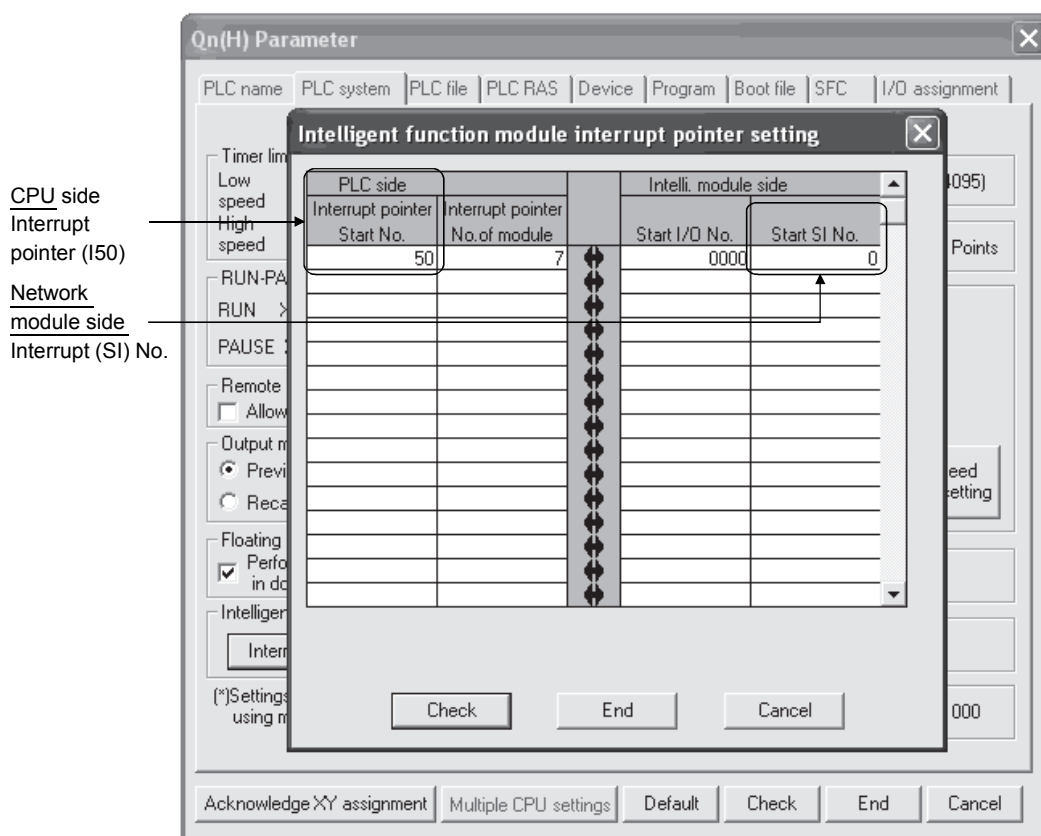 Qn(H) Parameter
PLC name PLC system PLC file PLC RAS Device Program Boot file SFC I/O assignment
Intelligent function module interrupt pointer setting
Timer lim
Low
speed
High
speed
4095)
Points
CPU side
Interrupt
pointer (I50)
Network
module side
Interrupt (SI) No.
PLC side
Intelli. module side
Interrupt pointer
Start No.
Interrupt pointer
No.of module
Start I/O No.
Start SI No.
50 7 0000 0
RUN-PA
RUN X
PAUSE
Remote
Allow
Output m
Previ
Reca
eed
etting
Floating
Perfo
in do
Intelligen
Interr
(*)Settings
using m
000
Check End Cancel
Acknowledge XY assignment Multiple CPU settings Default Check End Cancel